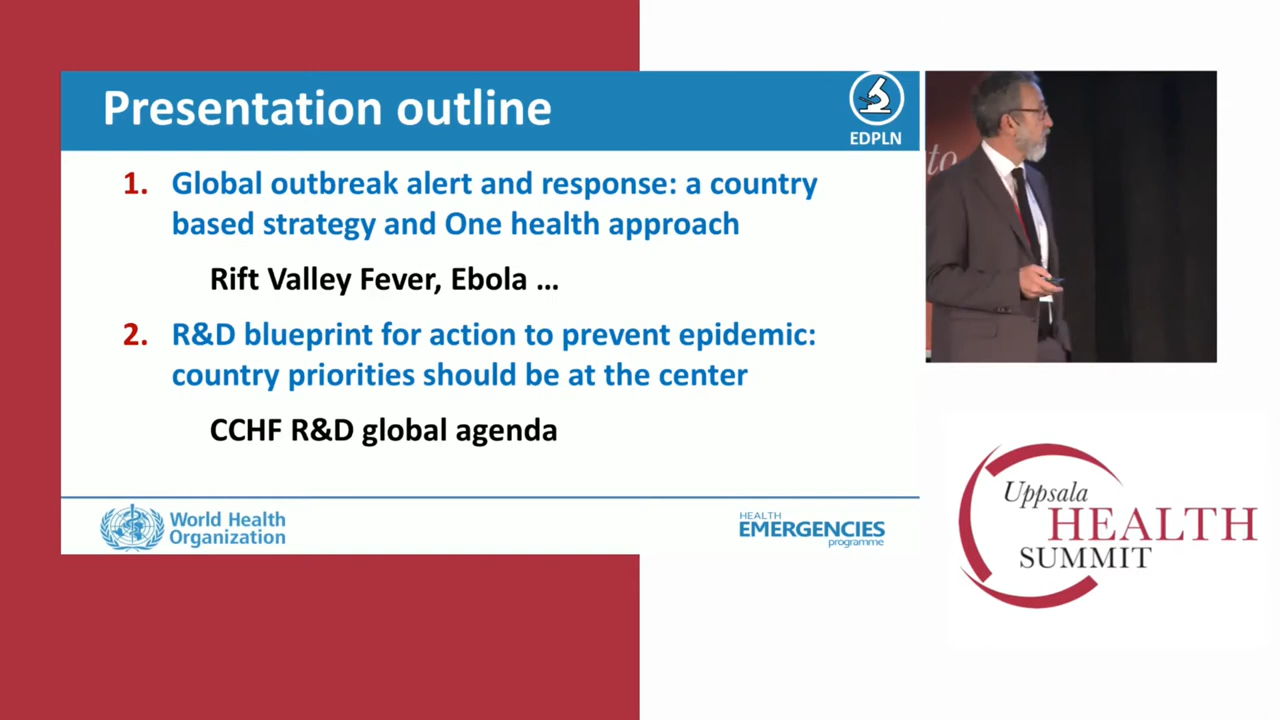 Presentation outline
EDPLN
1. Global outbreak alert and response: a country
based strategy and One health approach
Rift Valley Fever, Ebola ...
2. R&D blueprint for action to prevent epidemic:
country priorities should be at the center
CCHF R&D global agenda
World Health
Organization
HEALTH
EMERGENCIES
programme
to
Uppsala
HEALTH
SUMMIT